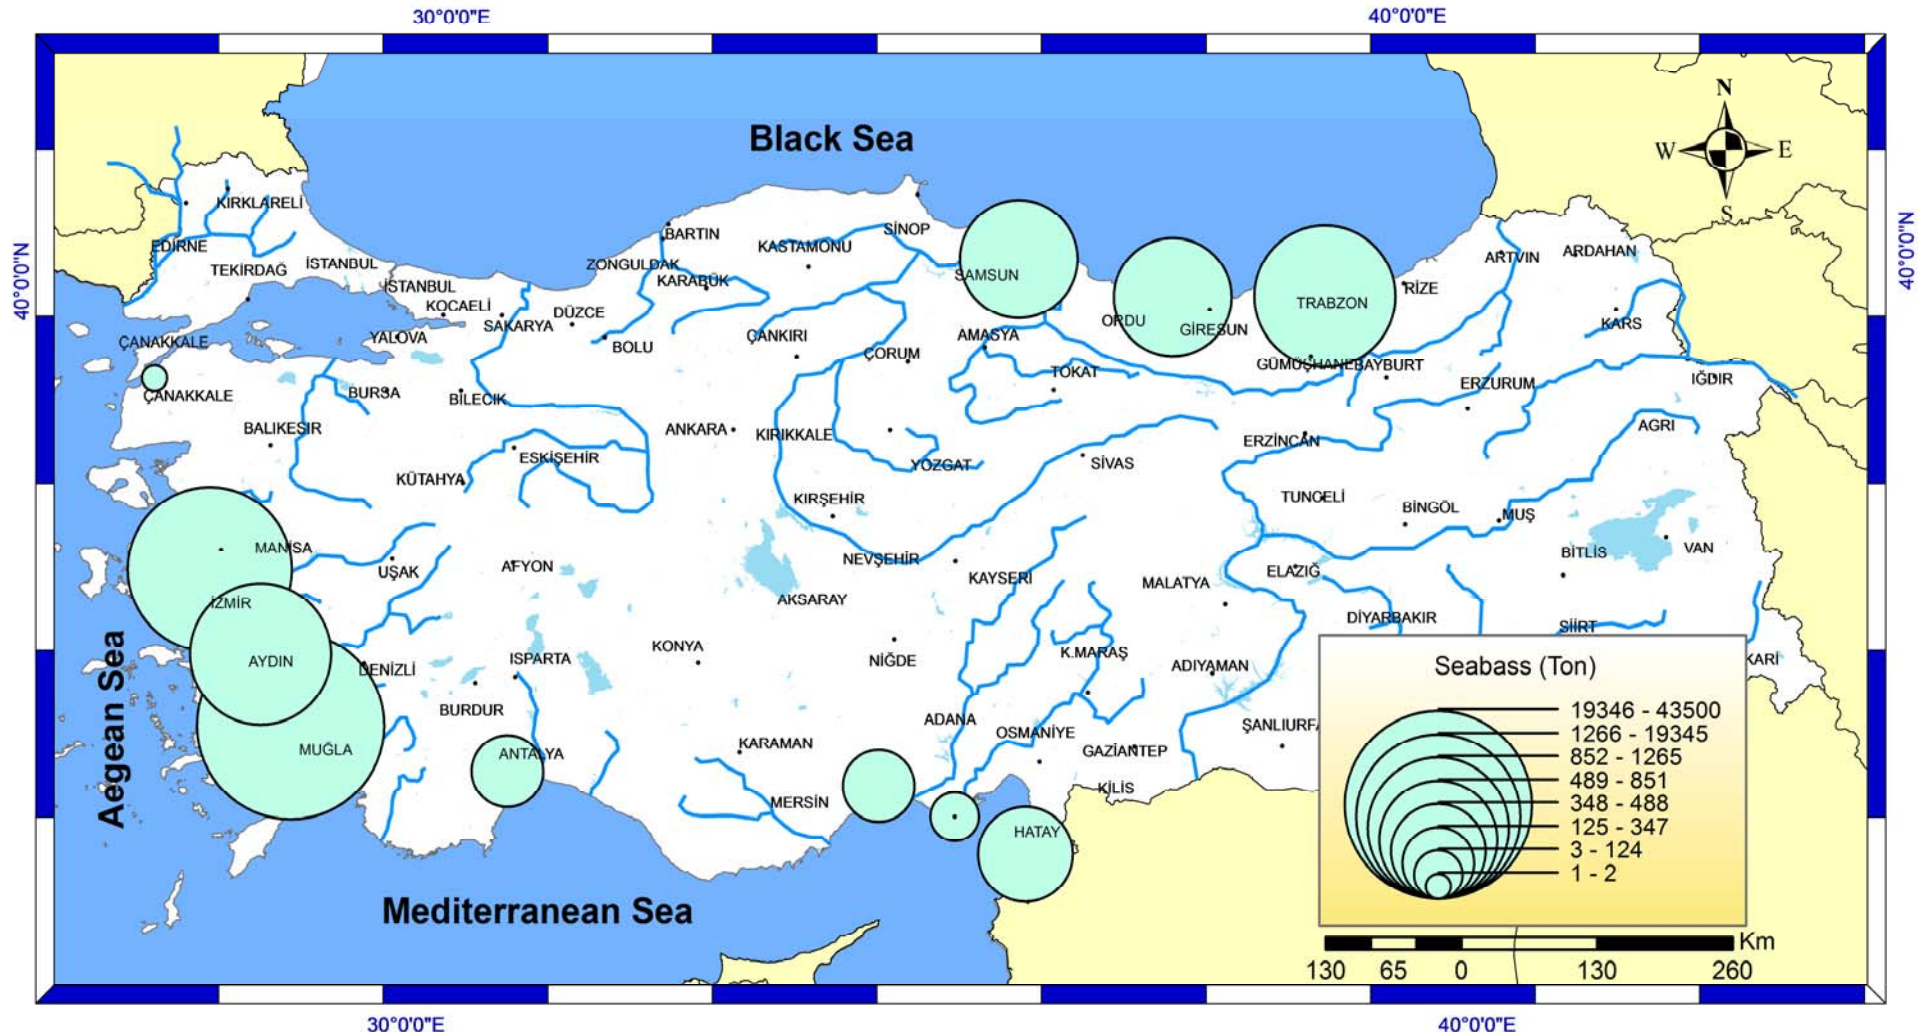 30°0'0"E
40°0'0"E
40°0'0"N
40°0'0"N
Black Sea
N
W
E
S
KIRKLARELİ
EDİRNE
TEKİRDAĞ
İSTANBUL
İSTANBUL
KOCAELİ
SAKARYA
DÜZCE
ZONGULDAK
BARTIN
KARABÜK
KASTAMONU
SİNOP
SAMSUN
ORDU
GİRESUN
TRABZON
RİZE
ARTVIN
ARDAHAN
KARS
ÇANAKKALE
YALOVA
BOLU
ÇANKIRI
ÇORUM
AMASYA
TOKAT
GÜMÜŞHANE
BAYBURT
ERZURUM
IĞDIR
ÇANAKKALE
BURSA
BİLECİK
BALIKESİR
ESKİŞEHİR
ANKARA
KIRIKKALE
YOZGAT
SİVAS
ERZİNCAN
AGRI
KÜTAHYA
KIRŞEHİR
TUNCELİ
BİNGÖL
MUŞ
MANİSA
UŞAK
AFYON
NEVŞEHİR
KAYSERİ
MALATYA
ELAZIĞ
BİTLİS
VAN
İZMİR
AKSARAY
DİYARBAKIR
SİİRT
AYDIN
DENİZLİ
ISPARTA
KONYA
NİĞDE
K.MARAŞ
ADIYAMAN
KARİ
BURDUR
ADANA
OSMANİYE
GAZİANTEP
ŞANLIURFA
MUĞLA
ANTALYA
KARAMAN
MERSİN
KİLİS
HATAY
Aegean Sea
Mediterranean Sea
Seabass (Ton)
19346 - 43500
1266 - 19345
852 - 1265
489 - 851
348 - 488
125 - 347
3 - 124
1 - 2
Km
130 65 0 130 260
30°0'0"E
40°0'0"E